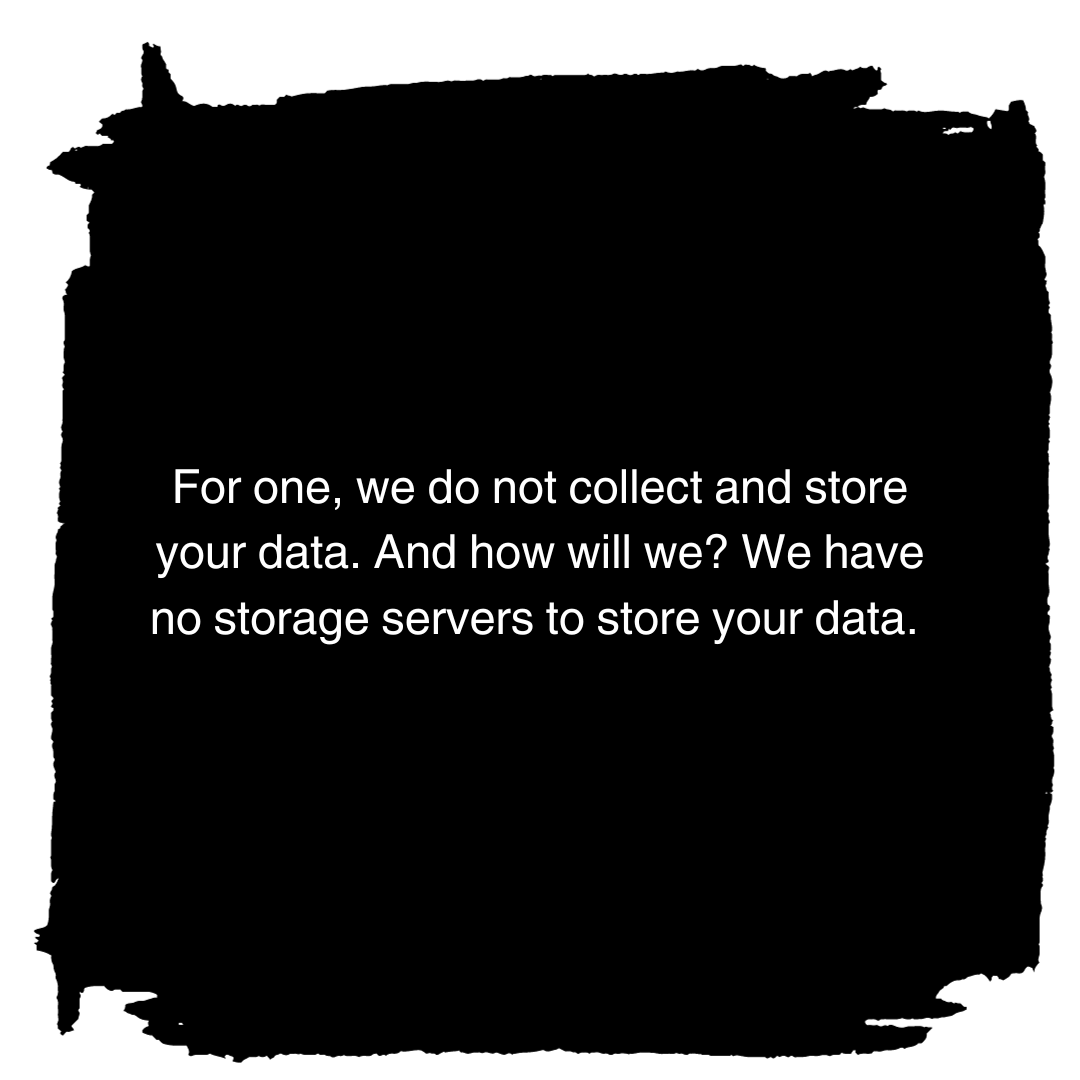 For one, we do not collect and store
your data. And how will we? We have
no storage servers to store your data.